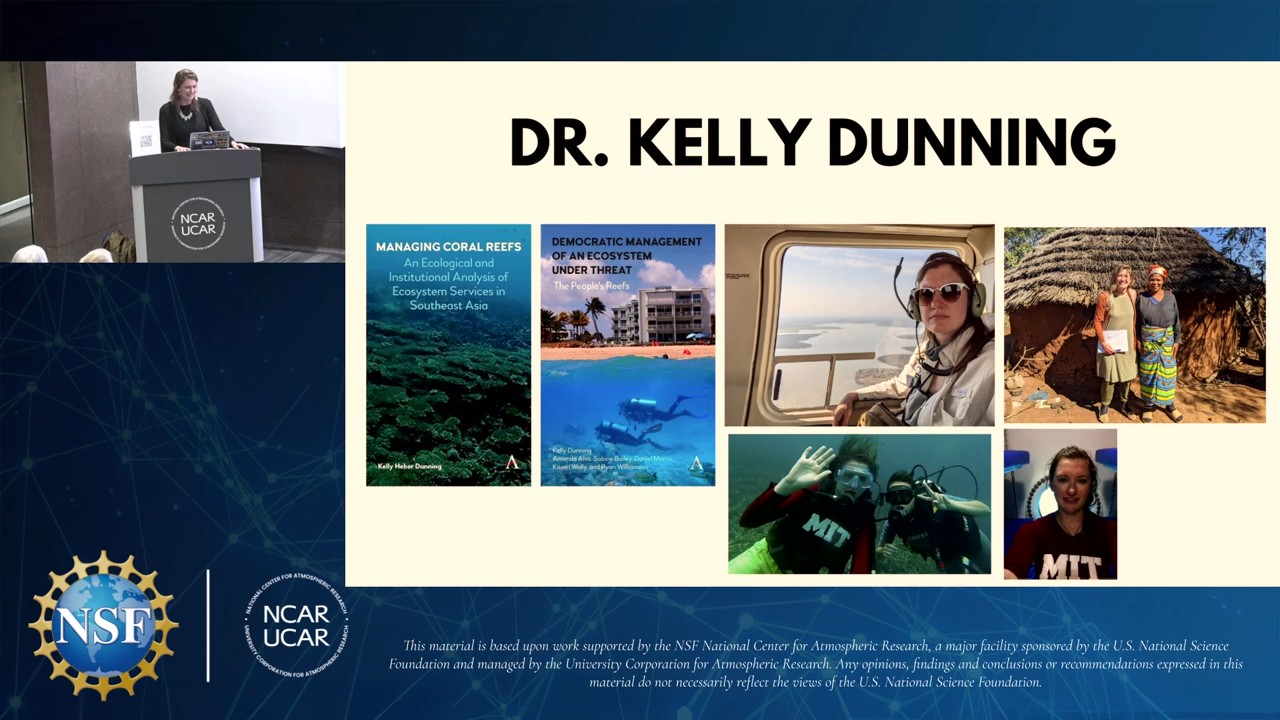 DR. KELLY DUNNING
MANAGING CORAL REEFS
An Ecological and
Institutional Analysis of
Ecosystem Services in
Southeast Asia
Kelly Heber Dunning
DEMOCRATIC MANAGEMENT
OF AN ECOSYSTEM
UNDER THREAT
The People's Reefs
Kelly Dunning
Amanda Alva, Sabine Bailey, Daniel Morris,
Kasen Wally, and Ryan Williamson
MIT
MIT
NCAR
UCAR
NSF
NATIONAL CENTER FOR ATMOSPHERIC RESEARCH
NCAR
UCAR
UNIVERSITY CORPORATION FOR ATMOSPHERIC RESEARCH
This material is based upon work supported by the NSF National Center for Atmospheric Research, a major facility sponsored by the U.S. National Science
Foundation and managed by the University Corporation for Atmospheric Research. Any opinions, findings and conclusions or recommendations expressed in this
material do not necessarily reflect the views of the U.S. National Science Foundation.